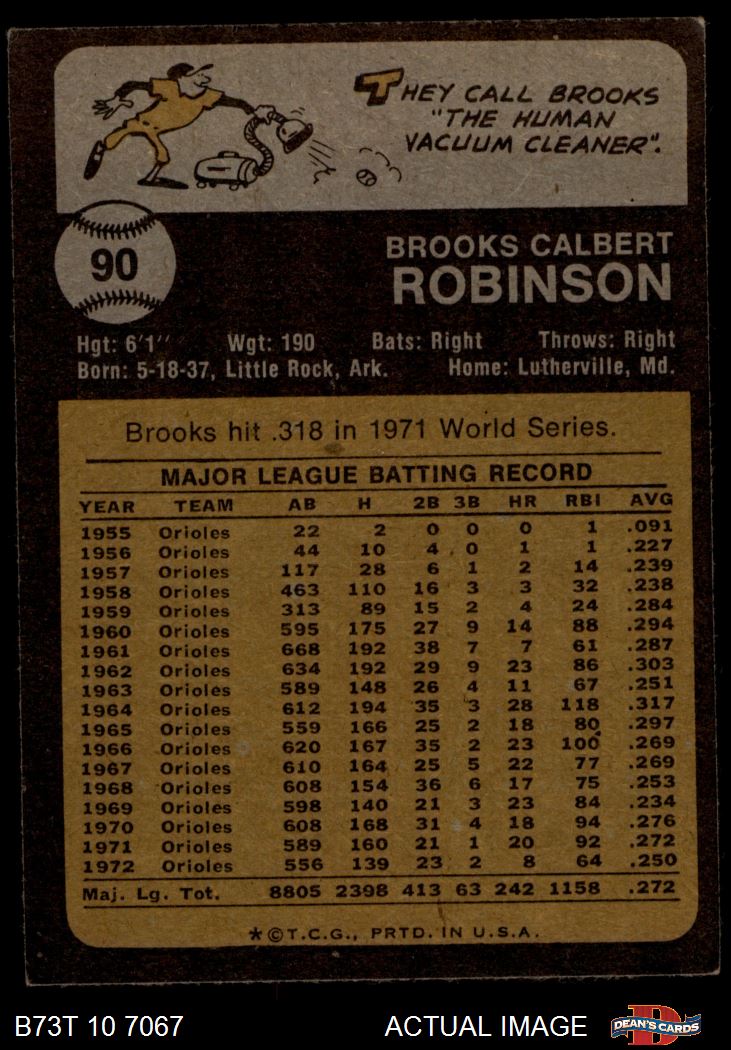 THEY CALL BROOKS
"THE HUMAN
VACUUM CLEANER".
90
BROOKS CALBERT
ROBINSON
Hgt: 6'1" Wgt: 190 Bats: Right Throws: Right
Born: 5-18-37, Little Rock, Ark. Home: Lutherville, Md.
Brooks hit .318 in 1971 World Series.
MAJOR LEAGUE BATTING RECORD
YEAR TEAM AB H 2B 3B HR RBI AVG
1955 Orioles 22 2 0 0 0 1 .091
1956 Orioles 44 10 4 0 1 1 .227
1957 Orioles 117 28 6 1 2 14 .239
1958 Orioles 463 110 16 3 3 32 .238
1959 Orioles 313 89 15 2 4 24 .284
1960 Orioles 595 175 27 9 14 88 .294
1961 Orioles 668 192 38 7 7 61 .287
1962 Orioles 634 192 29 9 23 86 .303
1963 Orioles 589 148 26 4 11 67 .251
1964 Orioles 612 194 35 3 28 118 .317
1965 Orioles 559 166 25 2 18 80 .297
1966 Orioles 620 167 35 2 23 100 .269
1967 Orioles 610 164 25 5 22 77 .269
1968 Orioles 608 154 36 6 17 75 .253
1969 Orioles 598 140 21 3 23 84 .234
1970 Orioles 608 168 31 4 18 94 .276
1971 Orioles 589 160 21 1 20 92 .272
1972 Orioles 556 139 23 2 8 64 .250
Maj. Lg. Tot. 8805 2398 413 63 242 1158 .272
*©T.C.G., PRTD. IN U.S.A.
B73T 10 7067 ACTUAL IMAGE DEAN'S CARDS